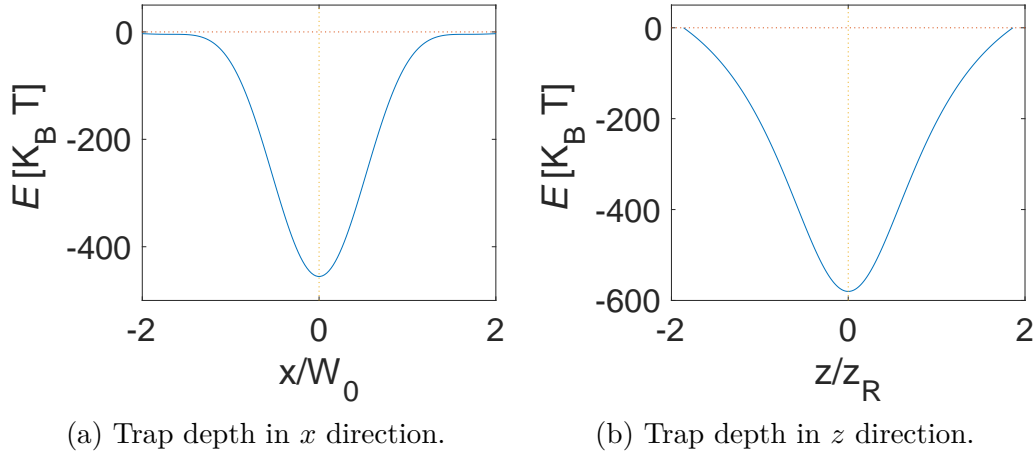 0
-200
-400
E [K_B T]
-2
0
2
x/W_0
(a) Trap depth in x direction.
0
-200
-400
-600
E [K_B T]
-2
0
2
z/z_R
(b) Trap depth in z direction.